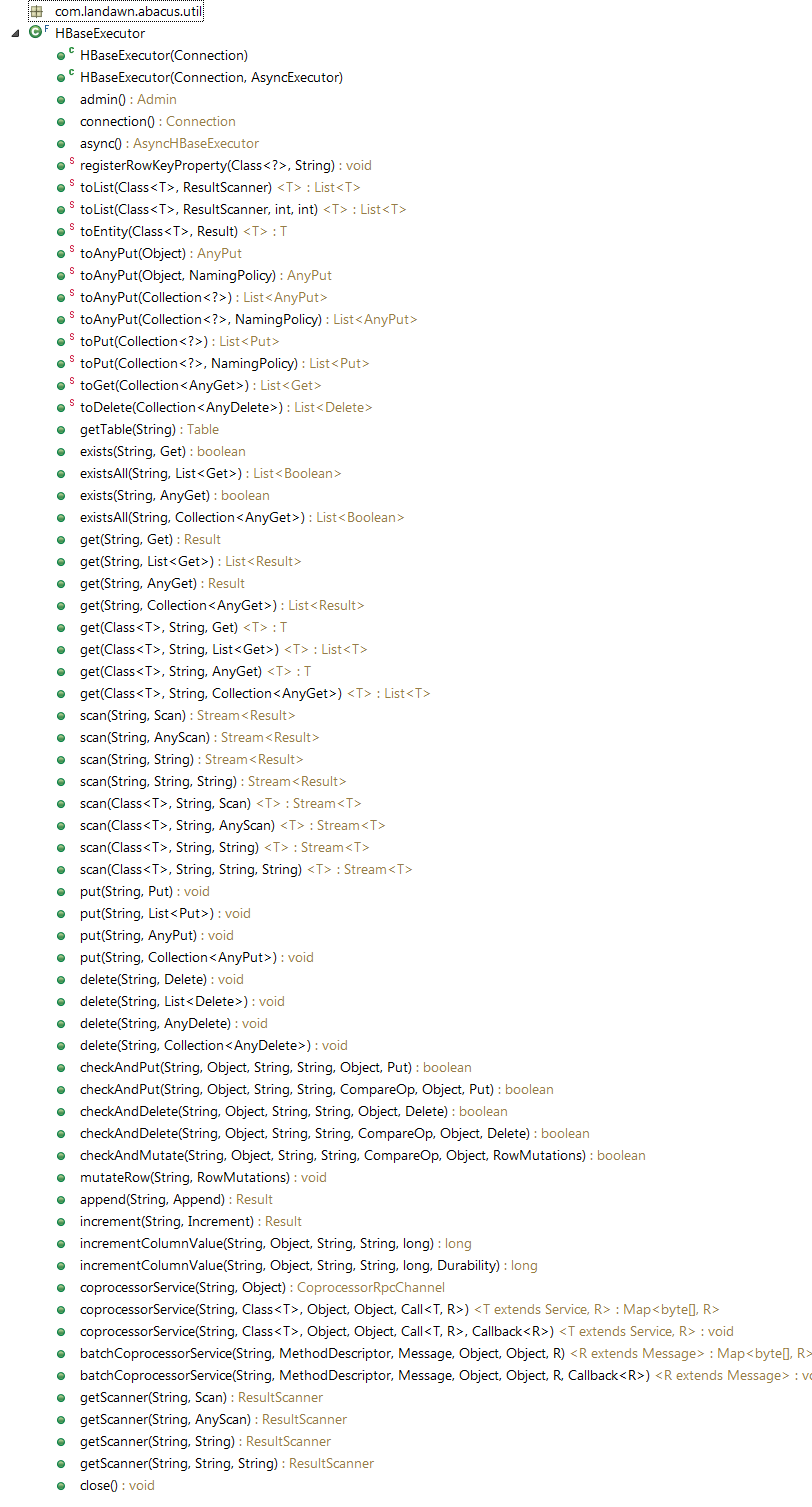 com.landawn.abacus.util
F HBaseExecutor
C HBaseExecutor(Connection)
C HBaseExecutor(Connection, AsyncExecutor)
admin() : Admin
connection() : Connection
async() : AsyncHBaseExecutor
S registerRowKeyProperty(Class<?>, String) : void
S toList(Class<T>, ResultScanner) <T> : List<T>
S toList(Class<T>, ResultScanner, int, int) <T> : List<T>
S toEntity(Class<T>, Result) <T> : T
S toAnyPut(Object) : AnyPut
S toAnyPut(Object, NamingPolicy) : AnyPut
S toAnyPut(Collection<?>) : List<AnyPut>
S toAnyPut(Collection<?>, NamingPolicy) : List<AnyPut>
S toPut(Collection<?>) : List<Put>
S toPut(Collection<?>, NamingPolicy) : List<Put>
S toGet(Collection<AnyGet>) : List<Get>
S toDelete(Collection<AnyDelete>) : List<Delete>
getTable(String) : Table
exists(String, Get) : boolean
existsAll(String, List<Get>) : List<Boolean>
exists(String, AnyGet) : boolean
existsAll(String, Collection<AnyGet>) : List<Boolean>
get(String, Get) : Result
get(String, List<Get>) : List<Result>
get(String, AnyGet) : Result
get(String, Collection<AnyGet>) : List<Result>
get(Class<T>, String, Get) <T> : T
get(Class<T>, String, List<Get>) <T> : List<T>
get(Class<T>, String, AnyGet) <T> : T
get(Class<T>, String, Collection<AnyGet>) <T> : List<T>
scan(String, Scan) : Stream<Result>
scan(String, AnyScan) : Stream<Result>
scan(String, String) : Stream<Result>
scan(String, String, String) : Stream<Result>
scan(Class<T>, String, Scan) <T> : Stream<T>
scan(Class<T>, String, AnyScan) <T> : Stream<T>
scan(Class<T>, String, String) <T> : Stream<T>
scan(Class<T>, String, String, String) <T> : Stream<T>
put(String, Put) : void
put(String, List<Put>) : void
put(String, AnyPut) : void
put(String, Collection<AnyPut>) : void
delete(String, Delete) : void
delete(String, List<Delete>) : void
delete(String, AnyDelete) : void
delete(String, Collection<AnyDelete>) : void
checkAndPut(String, Object, String, String, Object, Put) : boolean
checkAndPut(String, Object, String, String, CompareOp, Object, Put) : boolean
checkAndDelete(String, Object, String, String, Object, Delete) : boolean
checkAndDelete(String, Object, String, String, CompareOp, Object, Delete) : boolean
checkAndMutate(String, Object, String, String, CompareOp, Object, RowMutations) : boolean
mutateRow(String, RowMutations) : void
append(String, Append) : Result
increment(String, Increment) : Result
incrementColumnValue(String, Object, String, String, long) : long
incrementColumnValue(String, Object, String, String, long, Durability) : long
coprocessorService(String, Object) : CoprocessorRpcChannel
coprocessorService(String, Class<T>, Object, Object, Call<T, R>) <T extends Service, R> : Map<byte[], R>
coprocessorService(String, Class<T>, Object, Object, Call<T, R>, Callback<R>) <T extends Service, R> : void
batchCoprocessorService(String, MethodDescriptor, Message, Object, Object, R) <R extends Message> : Map<byte[], R>
batchCoprocessorService(String, MethodDescriptor, Message, Object, Object, R, Callback<R>) <R extends Message> :
getScanner(String, Scan) : ResultScanner
getScanner(String, AnyScan) : ResultScanner
getScanner(String, String) : ResultScanner
getScanner(String, String, String) : ResultScanner
close() : void